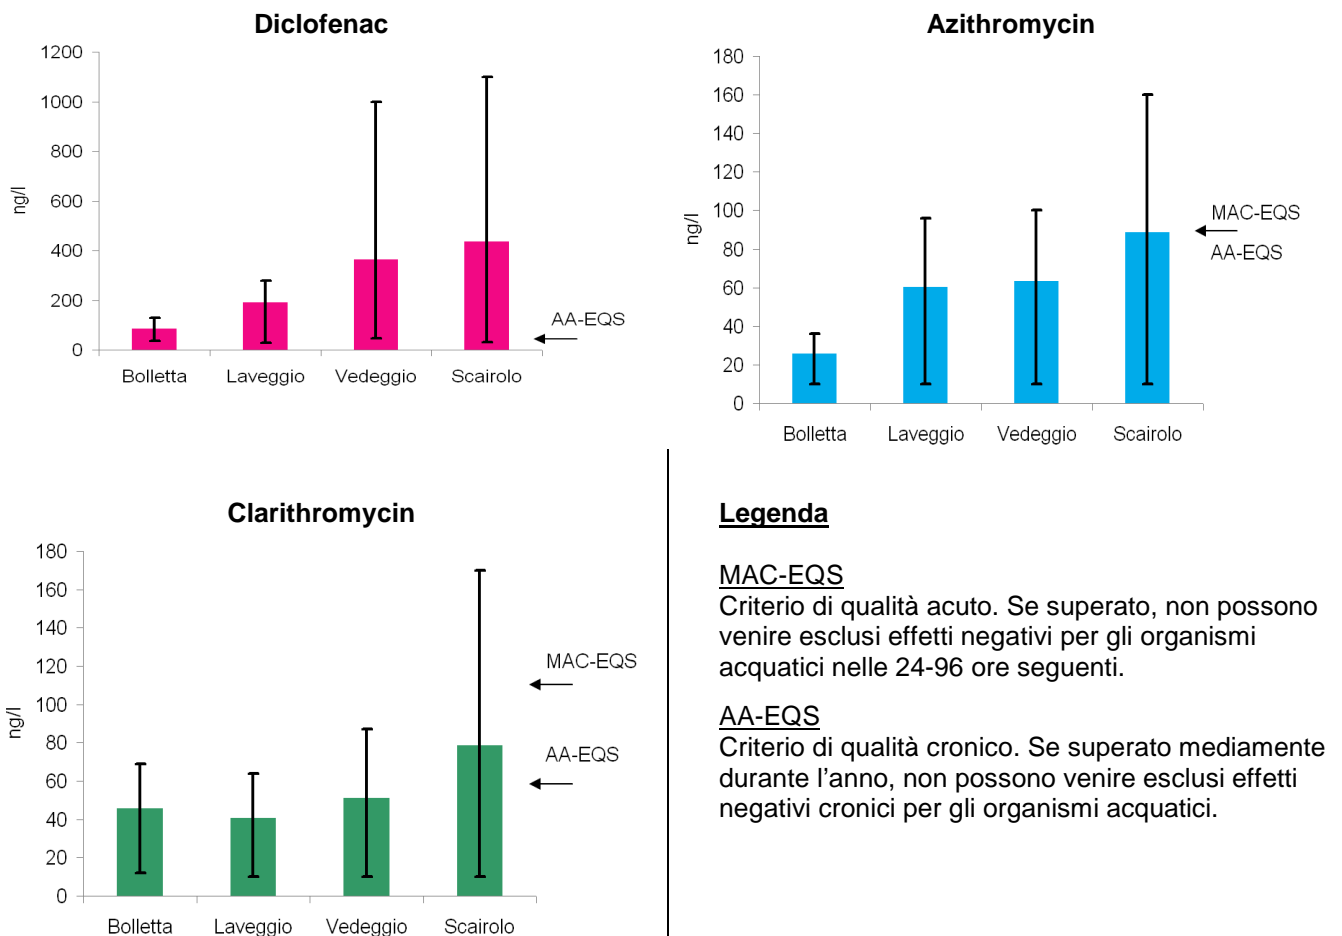 Diclofenac
1200
1000
800
600
400
200
0
ng/l
AA-EQS
Bolletta Laveggio Vedeggio Scairolo
Azithromycin
180
160
140
120
100
80
60
40
20
0
ng/l
MAC-EQS
AA-EQS
Bolletta Laveggio Vedeggio Scairolo
Clarithromycin
180
160
140
120
100
80
60
40
20
0
ng/l
MAC-EQS
AA-EQS
Bolletta Laveggio Vedeggio Scairolo
Legenda
MAC-EQS
Criterio di qualità acuto. Se superato, non possono
venire esclusi effetti negativi per gli organismi
acquatici nelle 24-96 ore seguenti.
AA-EQS
Criterio di qualità cronico. Se superato mediamente
durante l’anno, non possono venire esclusi effetti
negativi cronici per gli organismi acquatici.